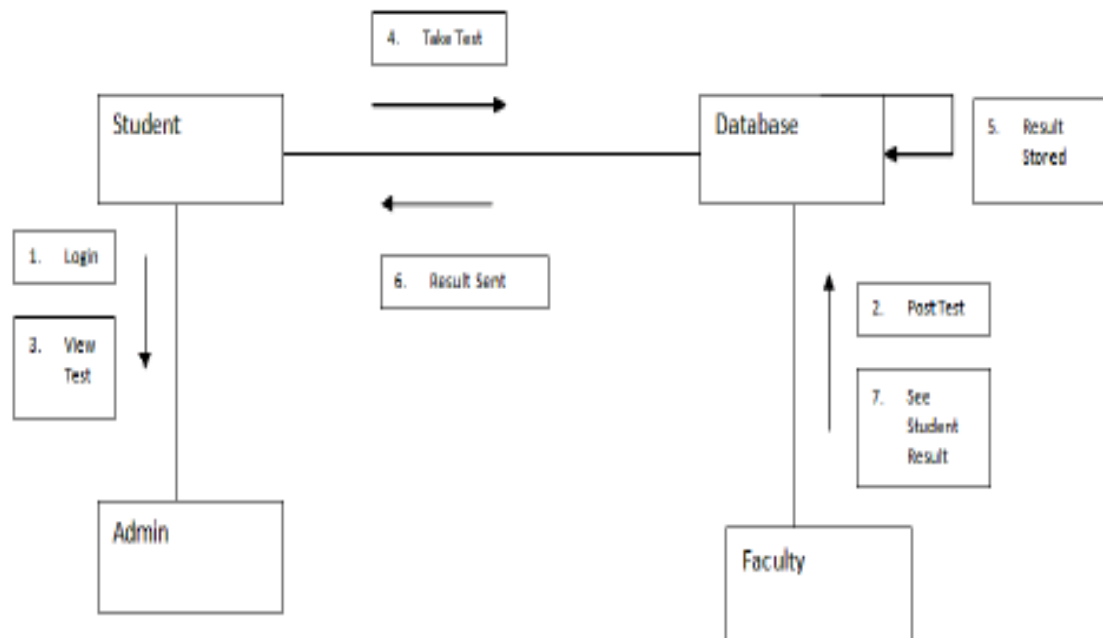 4. Take Test
Student
Database
5. Result
Stored
1. Login
6. Result Sent
3. View
Test
2. Post Test
7. See
Student
Result
Admin
Faculty